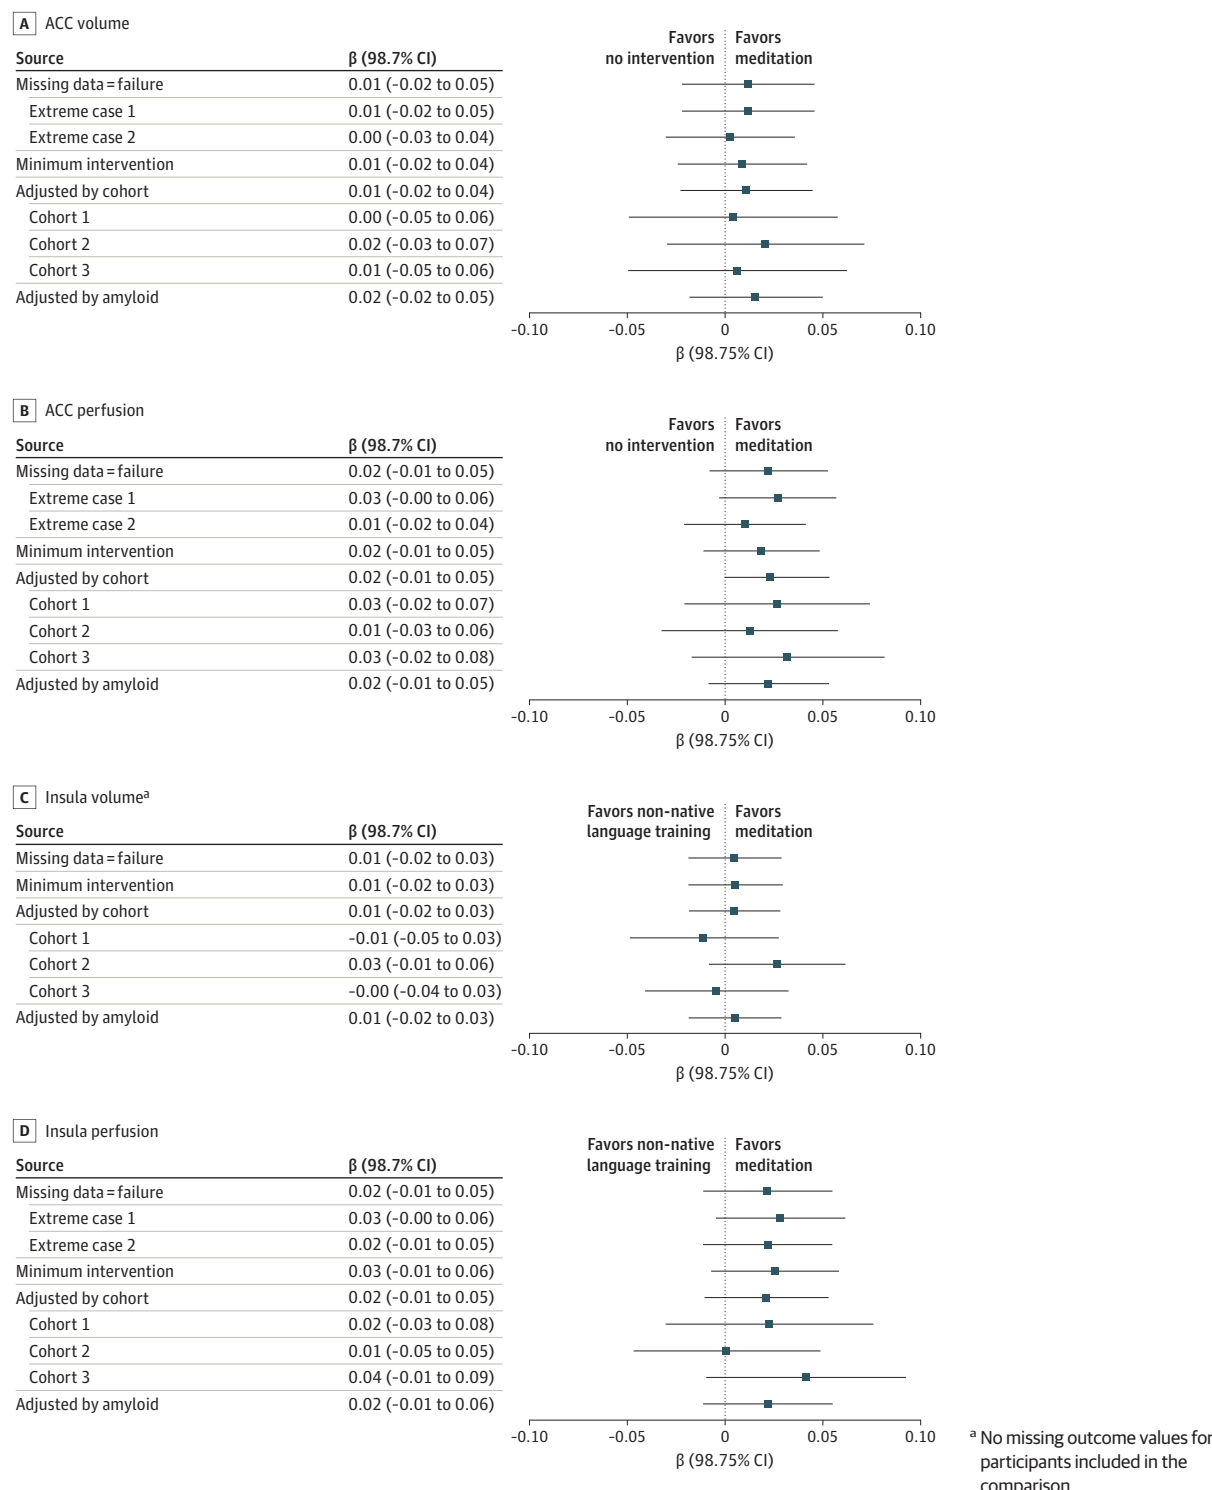 A ACC volume
Favors Favors
no intervention meditation
Source β (98.7% CI)
Missing data = failure 0.01 (-0.02 to 0.05)
Extreme case 1 0.01 (-0.02 to 0.05)
Extreme case 2 0.00 (-0.03 to 0.04)
Minimum intervention 0.01 (-0.02 to 0.04)
Adjusted by cohort 0.01 (-0.02 to 0.04)
Cohort 1 0.00 (-0.05 to 0.06)
Cohort 2 0.02 (-0.03 to 0.07)
Cohort 3 0.01 (-0.05 to 0.06)
Adjusted by amyloid 0.02 (-0.02 to 0.05)
-0.10 -0.05 0 0.05 0.10
β (98.75% CI)
B ACC perfusion
Favors Favors
no intervention meditation
Source β (98.7% CI)
Missing data = failure 0.02 (-0.01 to 0.05)
Extreme case 1 0.03 (-0.00 to 0.06)
Extreme case 2 0.01 (-0.02 to 0.04)
Minimum intervention 0.02 (-0.01 to 0.05)
Adjusted by cohort 0.02 (-0.01 to 0.05)
Cohort 1 0.03 (-0.02 to 0.07)
Cohort 2 0.01 (-0.03 to 0.06)
Cohort 3 0.03 (-0.02 to 0.08)
Adjusted by amyloid 0.02 (-0.01 to 0.05)
-0.10 -0.05 0 0.05 0.10
β (98.75% CI)
C Insula volumeᵃ
Favors non-native Favors
language training meditation
Source β (98.7% CI)
Missing data = failure 0.01 (-0.02 to 0.03)
Minimum intervention 0.01 (-0.02 to 0.03)
Adjusted by cohort 0.01 (-0.02 to 0.03)
Cohort 1 -0.01 (-0.05 to 0.03)
Cohort 2 0.03 (-0.01 to 0.06)
Cohort 3 -0.00 (-0.04 to 0.03)
Adjusted by amyloid 0.01 (-0.02 to 0.03)
-0.10 -0.05 0 0.05 0.10
β (98.75% CI)
D Insula perfusion
Favors non-native Favors
language training meditation
Source β (98.7% CI)
Missing data = failure 0.02 (-0.01 to 0.05)
Extreme case 1 0.03 (-0.00 to 0.06)
Extreme case 2 0.02 (-0.01 to 0.05)
Minimum intervention 0.03 (-0.01 to 0.06)
Adjusted by cohort 0.02 (-0.01 to 0.05)
Cohort 1 0.02 (-0.03 to 0.08)
Cohort 2 0.01 (-0.05 to 0.05)
Cohort 3 0.04 (-0.01 to 0.09)
Adjusted by amyloid 0.02 (-0.01 to 0.06)
-0.10 -0.05 0 0.05 0.10
β (98.75% CI)
ᵃ No missing outcome values for
participants included in the
comparison